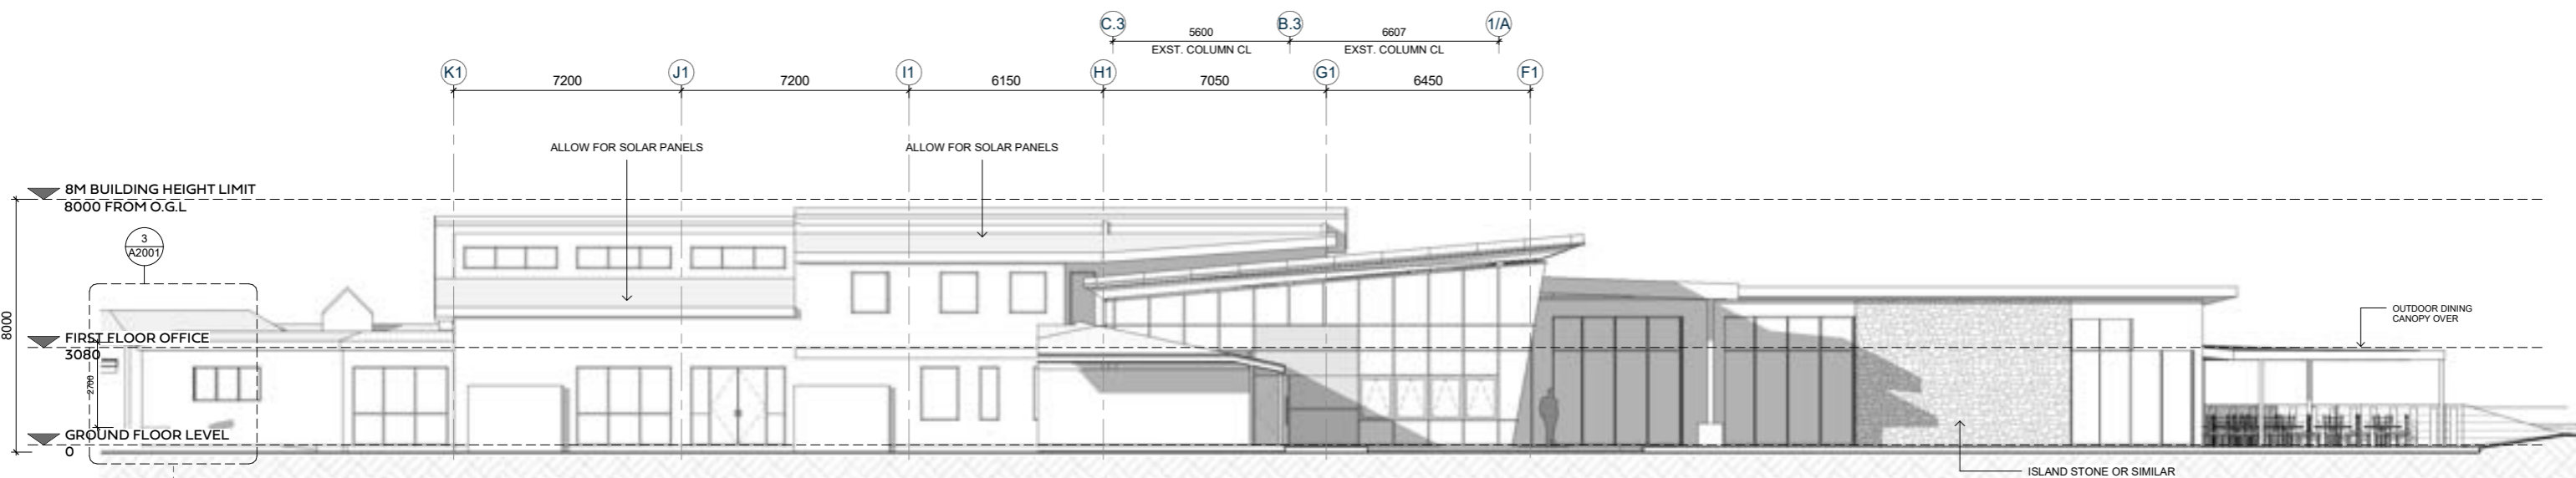 C.3 B.3 1/A
5600 6607
EXST. COLUMN CL EXST. COLUMN CL
K1 J1 I1 H1 G1 F1
7200 7200 6150 7050 6450
ALLOW FOR SOLAR PANELS ALLOW FOR SOLAR PANELS
8M BUILDING HEIGHT LIMIT
8000 FROM O.G.L
3
A2001
8000
OUTDOOR DINING
CANOPY OVER
FIRST FLOOR OFFICE
3080
2700
GROUND FLOOR LEVEL
0
ISLAND STONE OR SIMILAR